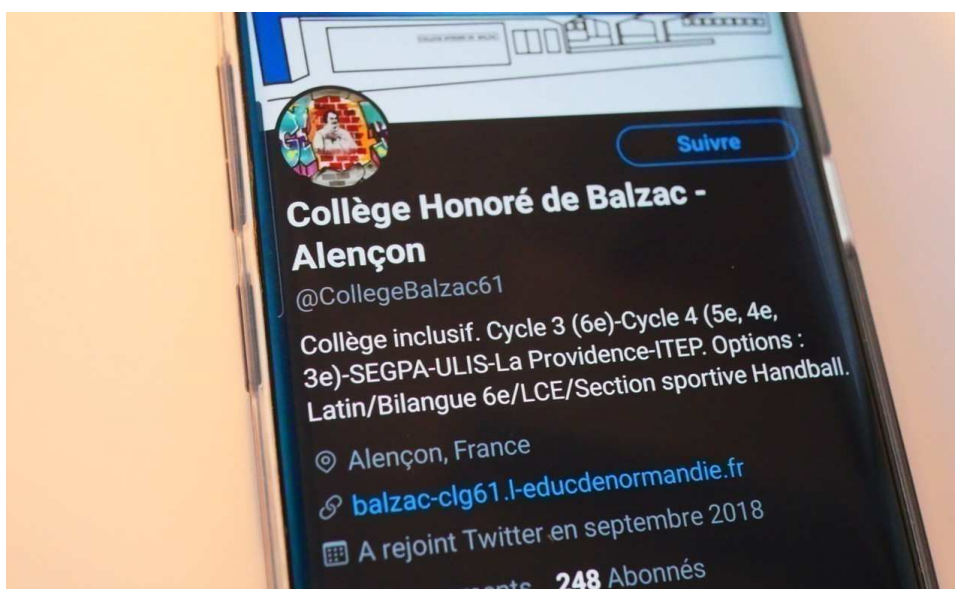 Suivre
Collège Honoré de Balzac -
Alençon
@CollegeBalzac61
Collège inclusif. Cycle 3 (6e)-Cycle 4 (5e, 4e,
3e)-SEGPA-ULIS-La Providence-ITEP. Options :
Latin/Bilangue 6e/LCE/Section sportive Handball.
Alençon, France
balzac-clg61.l-educdenormandie.fr
A rejoint Twitter en septembre 2018
248 Abonnés